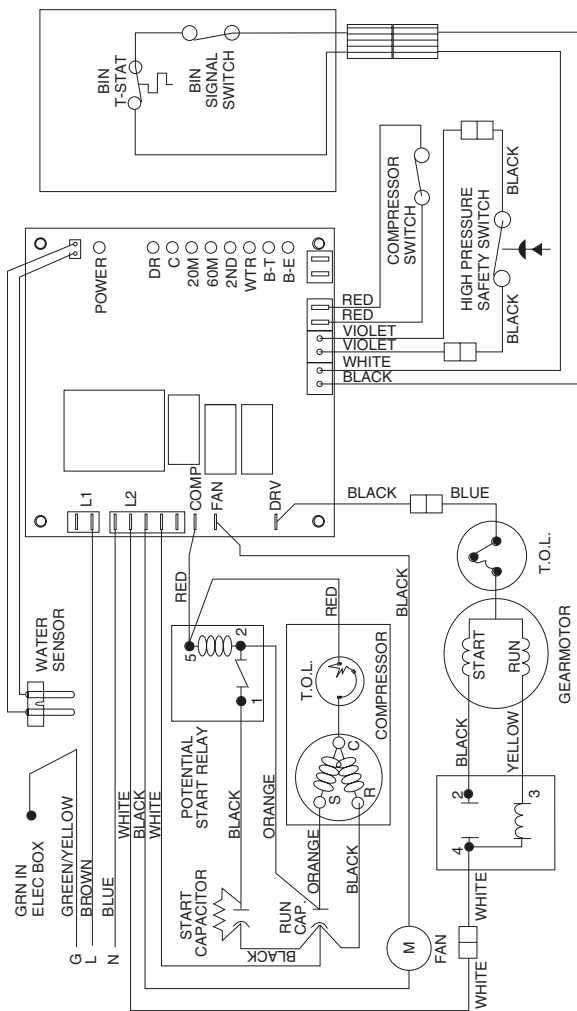 BIN
T-STAT
BIN
SIGNAL
SWITCH
POWER
DR
C
20M
60M
2ND
WTR
B-T
B-E
L1
L2
COMP
FAN
DRV
RED
RED
VIOLET
VIOLET
WHITE
BLACK
COMPRESSOR
SWITCH
HIGH PRESSURE
SAFETY SWITCH
BLACK
BLACK
WATER
SENSOR
GRN IN
ELEC BOX
GREEN/YELLOW
BROWN
BLUE
G
L
N
WHITE
BLACK
WHITE
RED
5
2
1
POTENTIAL
START RELAY
BLACK
ORANGE
START
CAPACITOR
RUN
CAP.
BLACK
ORANGE
BLACK
RED
T.O.L.
COMPRESSOR
C
S
R
BLACK
M
FAN
BLACK
BLUE
T.O.L.
START
RUN
GEARMOTOR
BLACK
YELLOW
2
3
4
WHITE
WHITE